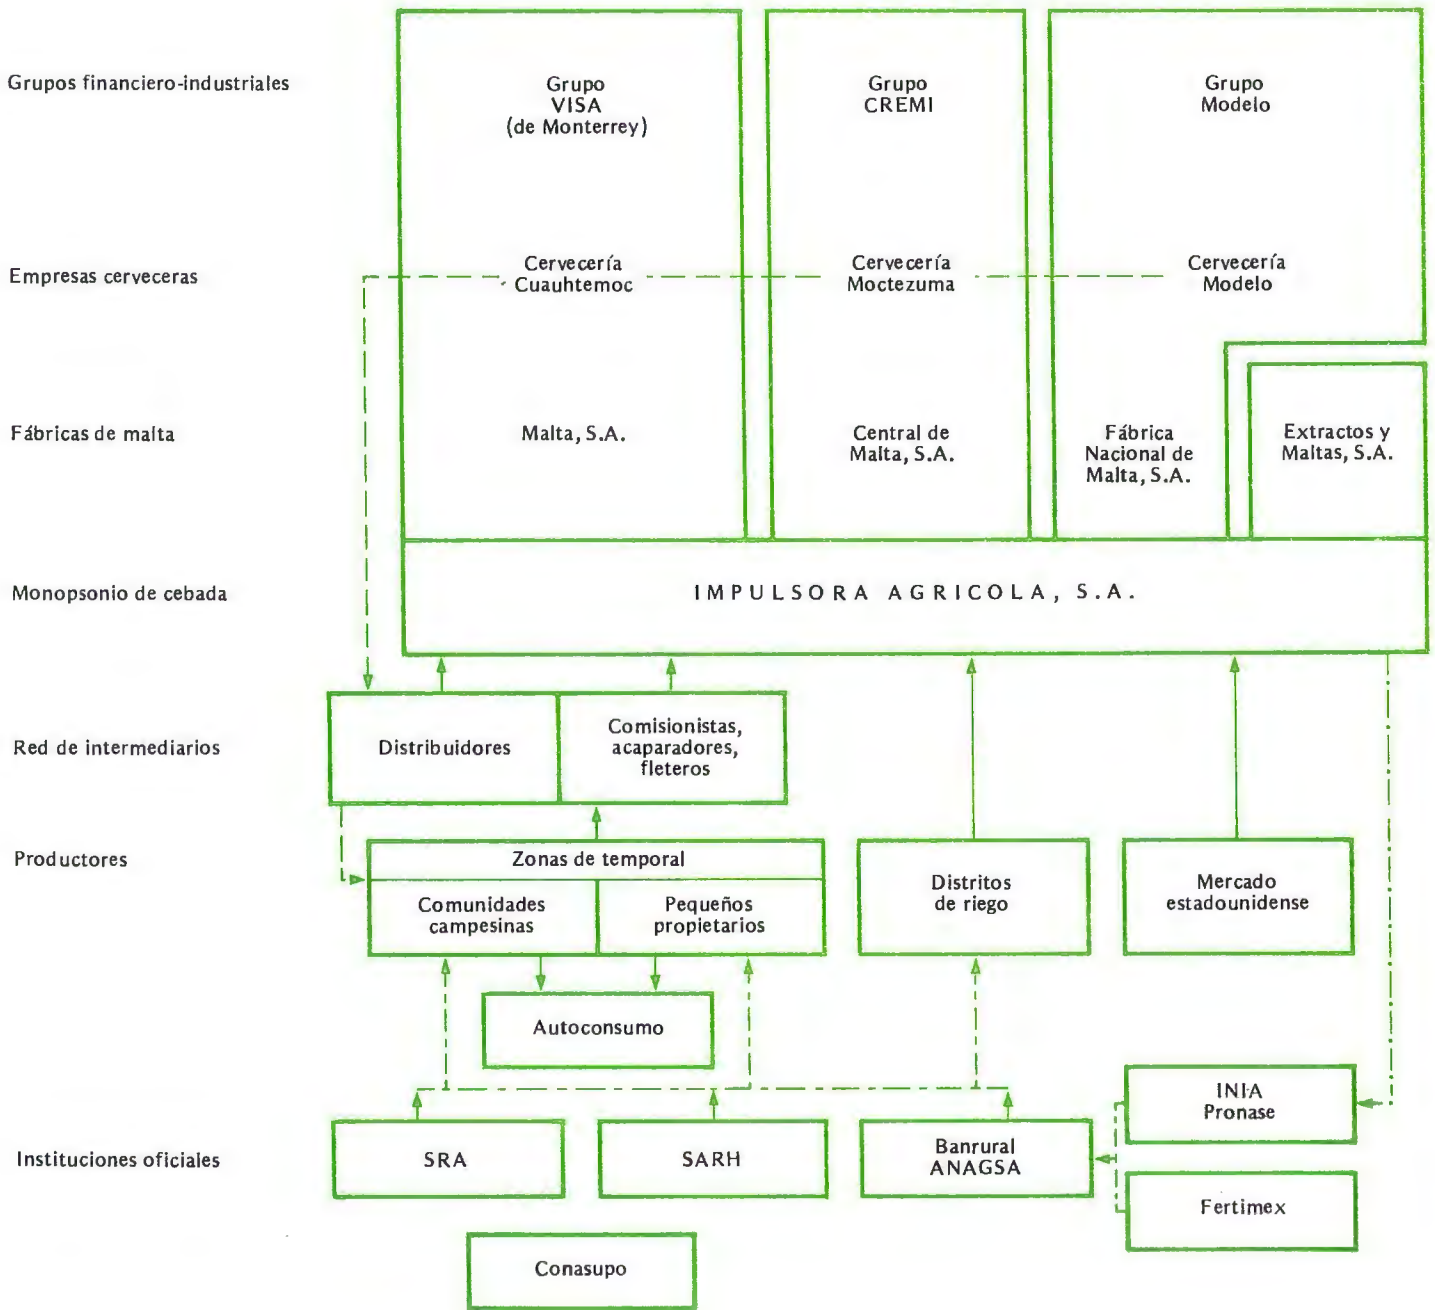 Grupos financiero-industriales
Grupo
VISA
(de Monterrey)
Grupo
CREMI
Grupo
Modelo
Empresas cerveceras
Cervecería
Cuauhtemoc
Cervecería
Moctezuma
Cervecería
Modelo
Fábricas de malta
Malta, S.A.
Central de
Malta, S.A.
Fábrica
Nacional de
Malta, S.A.
Extractos y
Maltas, S.A.
Monopsonio de cebada
IMPULSORA AGRICOLA, S.A.
Red de intermediarios
Distribuidores
Comisionistas,
acaparadores,
fleteros
Productores
Zonas de temporal
Comunidades
campesinas
Pequeños
propietarios
Distritos
de riego
Mercado
estadounidense
Autoconsumo
INIA
Pronase
Instituciones oficiales
SRA
SARH
Banrural
ANAGSA
Fertimex
Conasupo